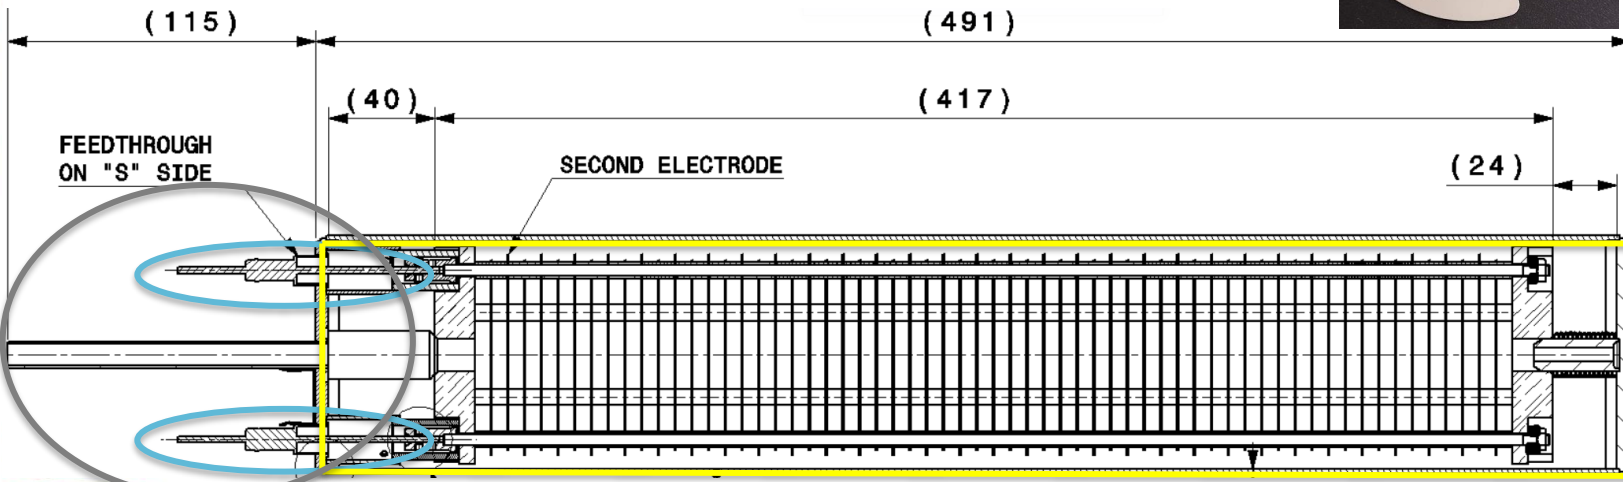 (115)
(491)
(40)
(417)
FEEDTHROUGH
ON "S" SIDE
SECOND ELECTRODE
(24)